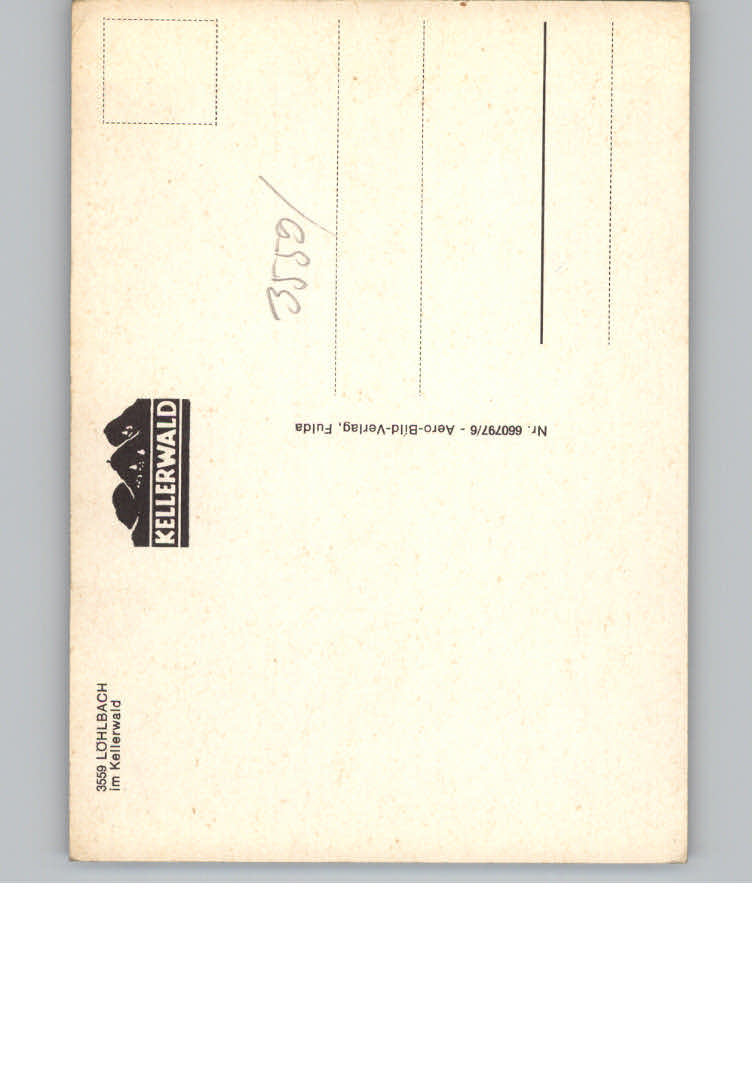 3559 LÖHLBACH
im Kellerwald
KELLERWALD
Nr. 660797/6 - Aero-Bild-Verlag, Fulda
3559/